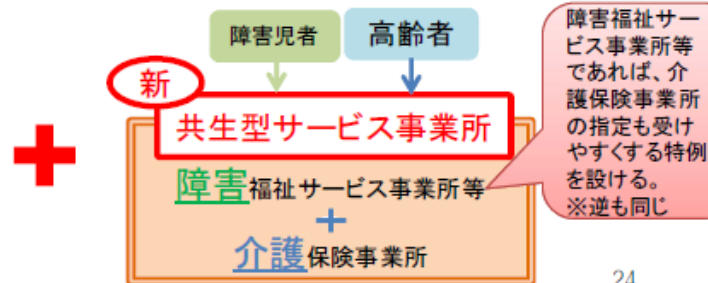 障害児者
高齢者
新
共生型サービス事業所
障害福祉サービス事業所等
+
介護保険事業所
障害福祉サー
ビス事業所等
であれば、介
護保険事業所
の指定も受け
やすくする特例
を設ける。
※逆も同じ
24